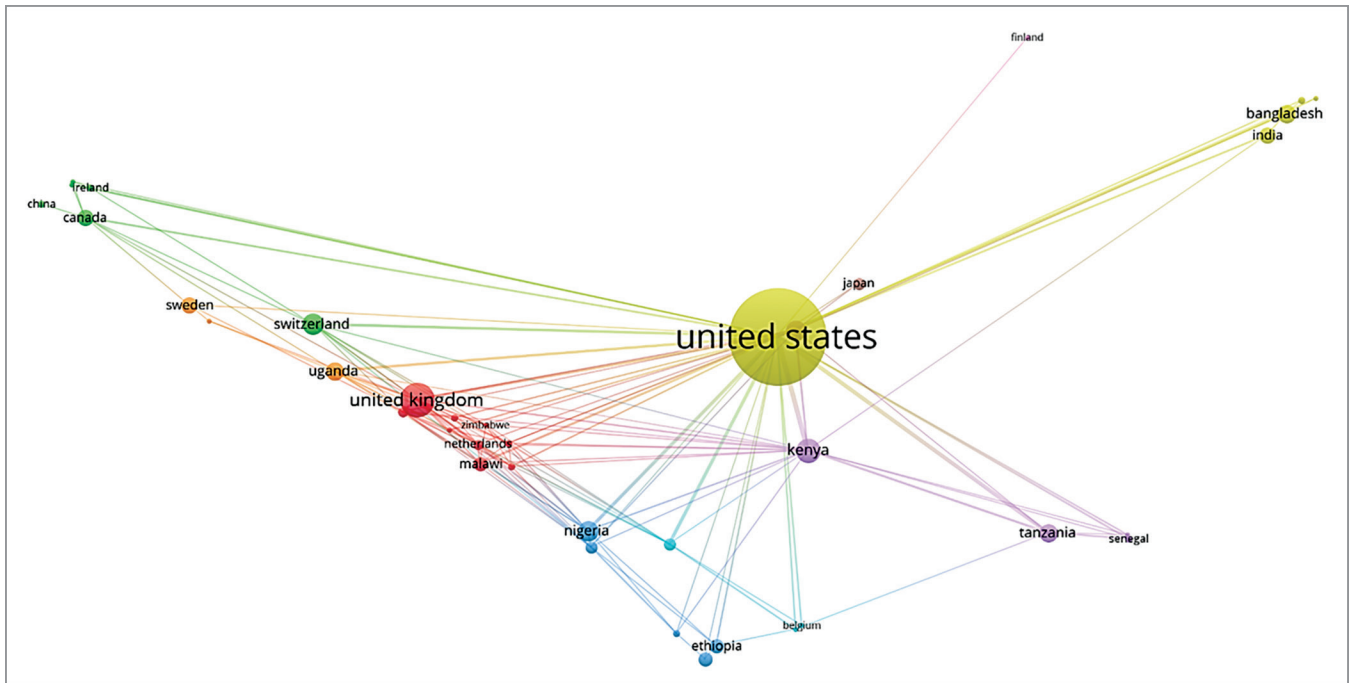 finland
bangladesh
india
ireland
china
canada
japan
sweden
switzerland
united states
uganda
united kingdom
zimbabwe
netherlands
kenya
malawi
nigeria
tanzania
senegal
belgium
ethiopia